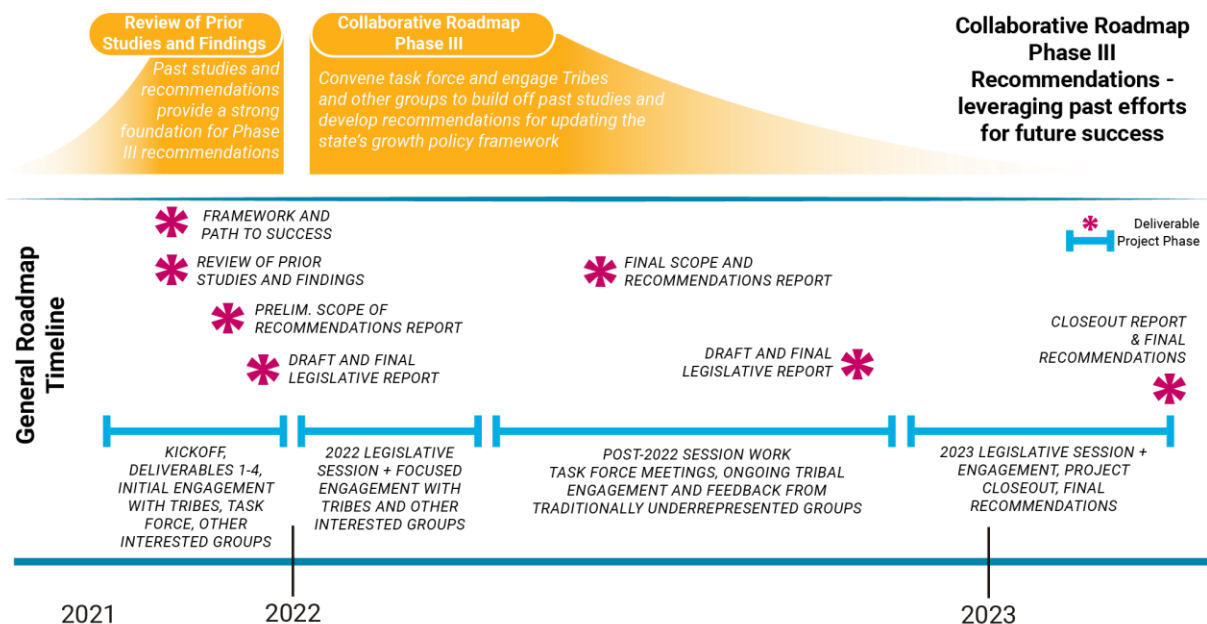 Review of Prior
Studies and Findings
Past studies and
recommendations
provide a strong
foundation for Phase
III recommendations
Collaborative Roadmap
Phase III
Convene task force and engage Tribes
and other groups to build off past studies and
develop recommendations for updating the
state's growth policy framework
Collaborative Roadmap
Phase III
Recommendations -
leveraging past efforts
for future success
General Roadmap
Timeline
FRAMEWORK AND
PATH TO SUCCESS
REVIEW OF PRIOR
STUDIES AND FINDINGS
PRELIM. SCOPE OF
RECOMMENDATIONS REPORT
DRAFT AND FINAL
LEGISLATIVE REPORT
FINAL SCOPE AND
RECOMMENDATIONS REPORT
DRAFT AND FINAL
LEGISLATIVE REPORT
Deliverable
Project Phase
CLOSEOUT REPORT
& FINAL
RECOMMENDATIONS
KICKOFF,
DELIVERABLES 1-4,
INITIAL ENGAGEMENT
WITH TRIBES, TASK
FORCE, OTHER
INTERESTED GROUPS
2022 LEGISLATIVE
SESSION + FOCUSED
ENGAGEMENT WITH
TRIBES AND OTHER
INTERESTED GROUPS
POST-2022 SESSION WORK
TASK FORCE MEETINGS, ONGOING TRIBAL
ENGAGEMENT AND FEEDBACK FROM
TRADITIONALLY UNDERREPRESENTED GROUPS
2023 LEGISLATIVE SESSION +
ENGAGEMENT, PROJECT
CLOSEOUT, FINAL
RECOMMENDATIONS
2021
2022
2023